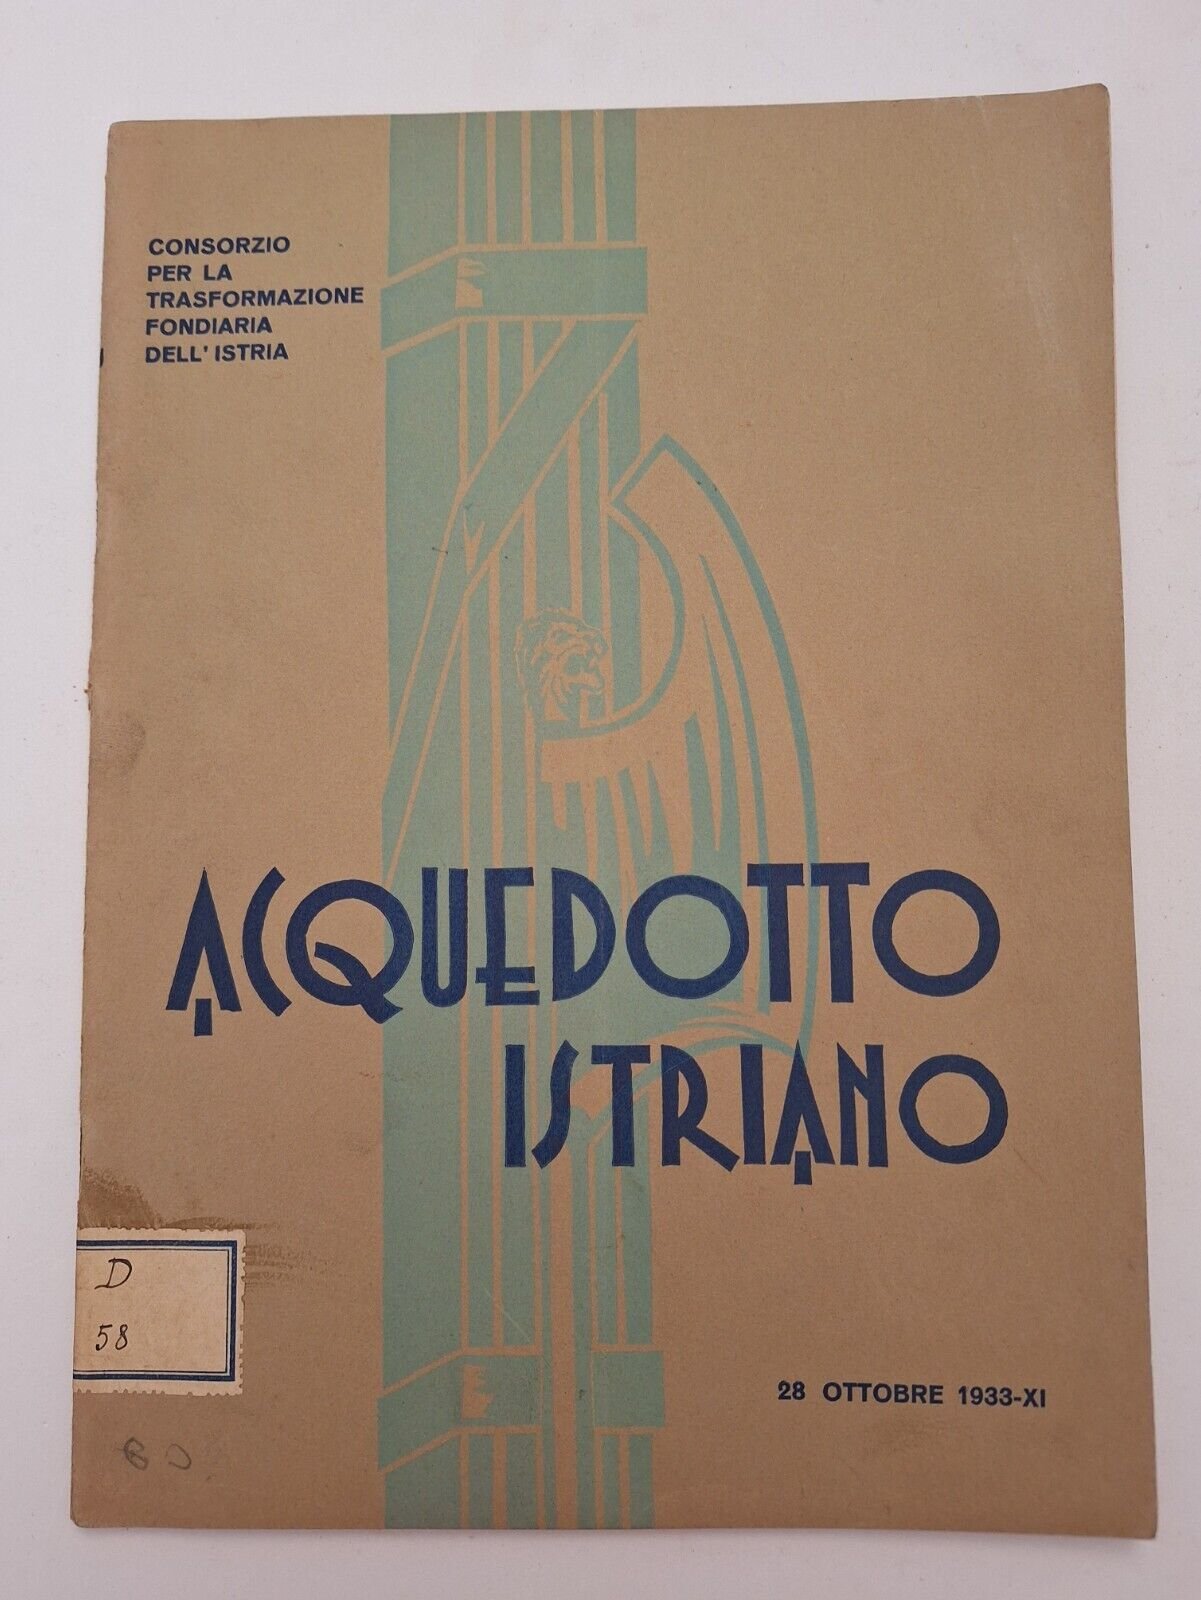 CONSORZIO
PER LA
TRASFORMAZIONE
FONDIARIA
DELL' ISTRIA
ACQUEDOTTO
ISTRIANO
D
58
28 OTTOBRE 1933-XI